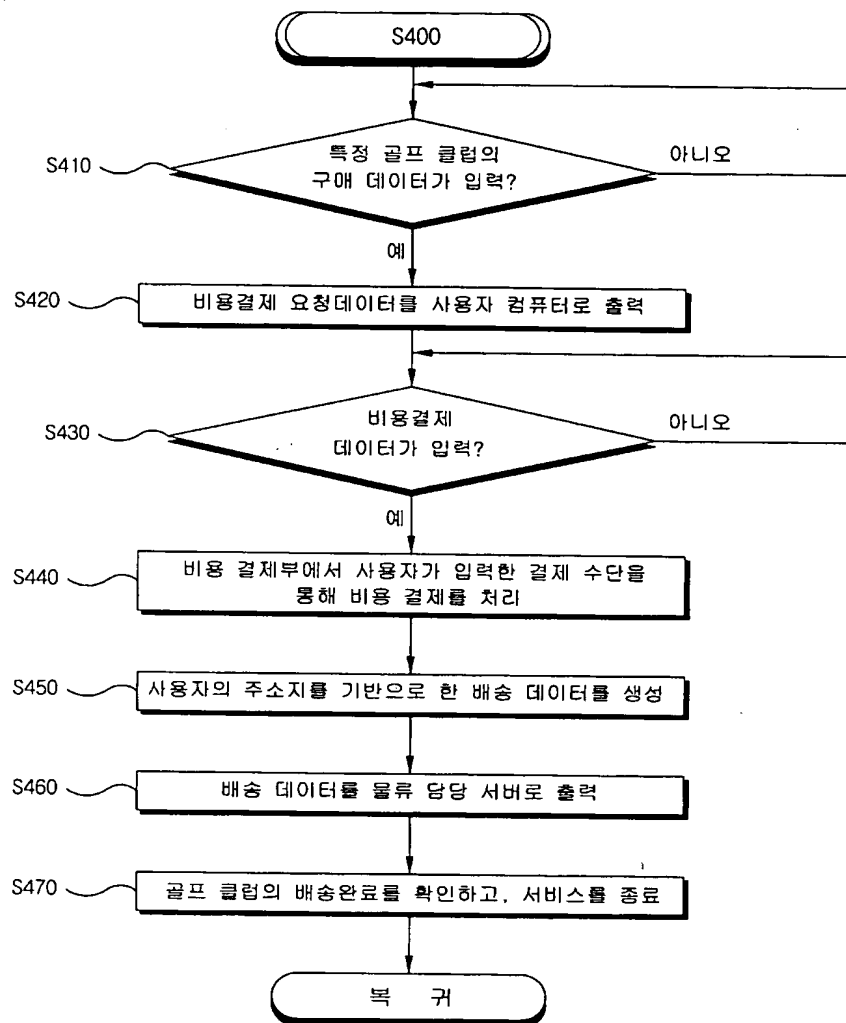 S400
S410
특정 골프 클럽의
구매 데이터가 입력?
아니오
예
S420
비용결제 요청데이터를 사용자 컴퓨터로 출력
S430
비용결제
데이터가 입력?
아니오
예
S440
비용 결제부에서 사용자가 입력한 결제 수단을
통해 비용 결제를 처리
S450
사용자의 주소지를 기반으로 한 배송 데이터를 생성
S460
배송 데이터를 물류 담당 서버로 출력
S470
골프 클럽의 배송완료를 확인하고, 서비스를 종료
복 귀